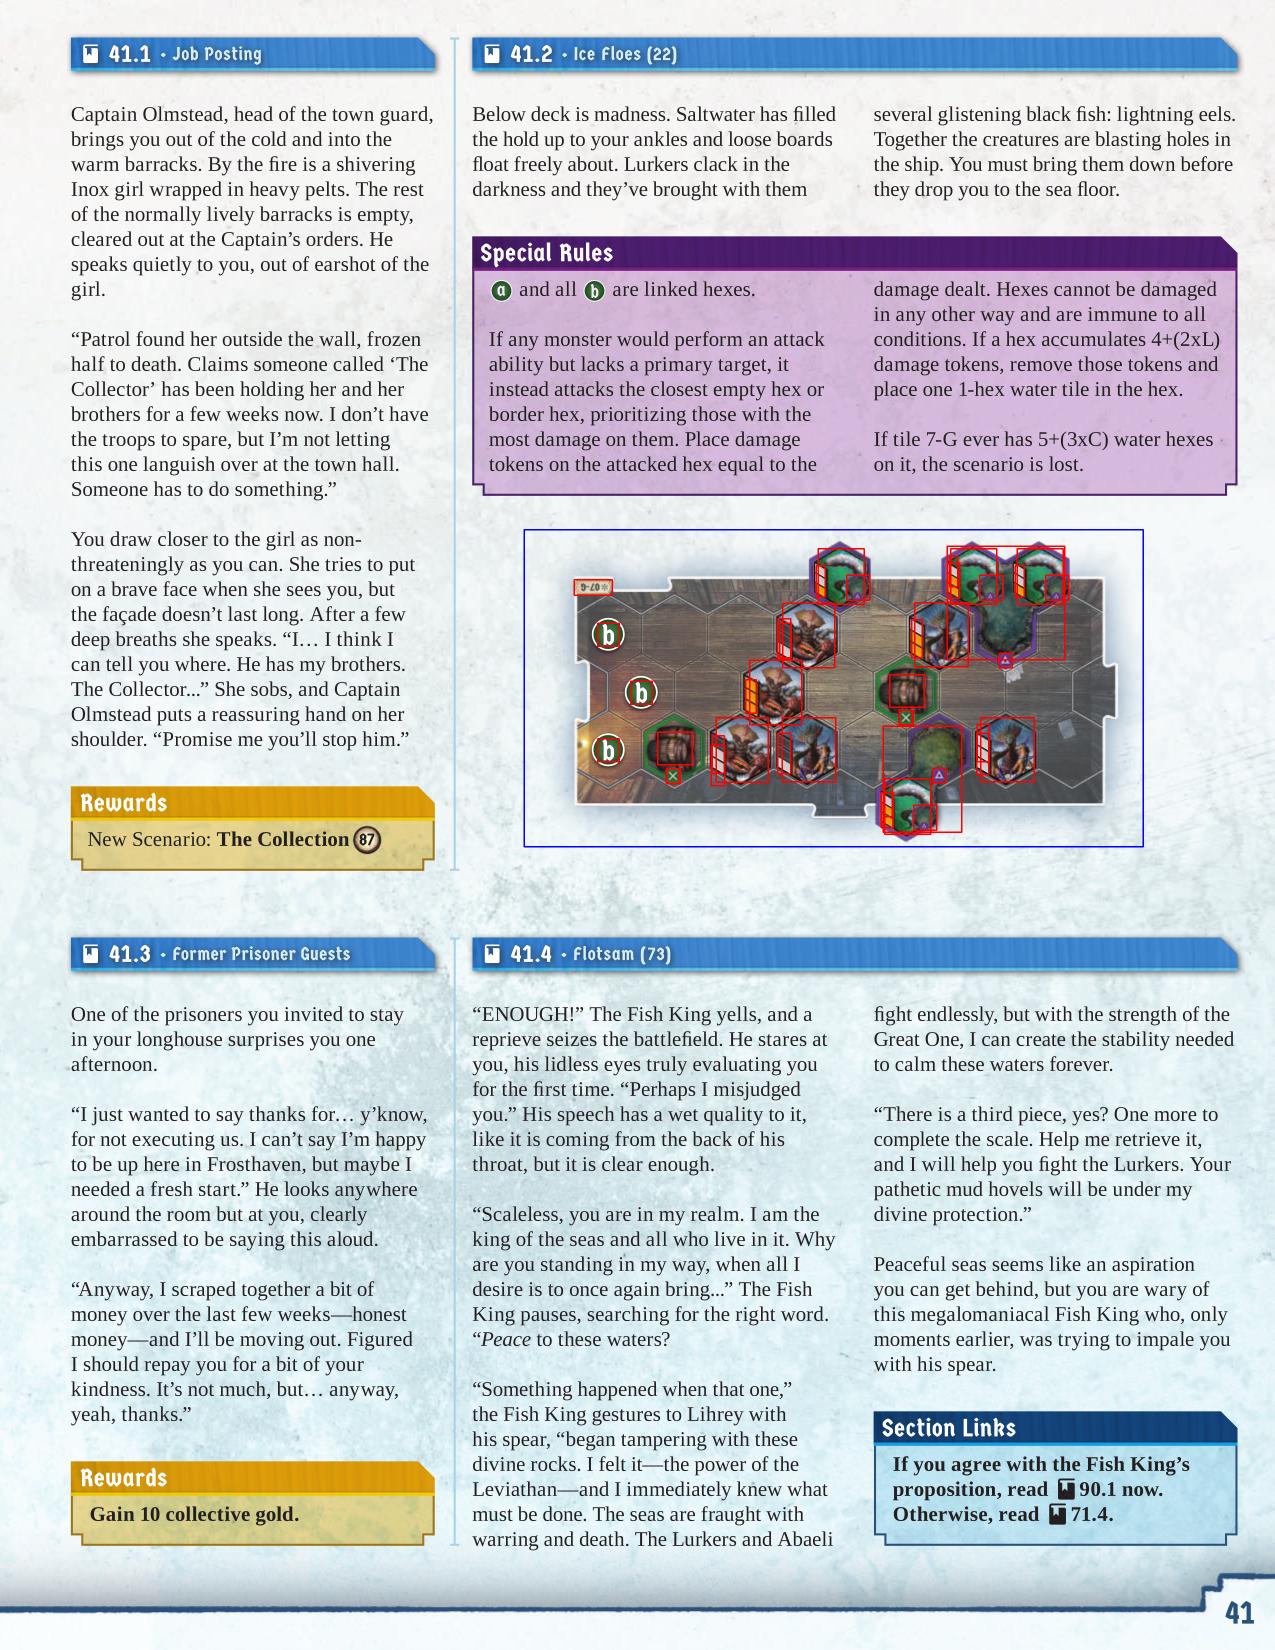 41.1 • Job Posting
Captain Olmstead, head of the town guard,
brings you out of the cold and into the
warm barracks. By the fire is a shivering
Inox girl wrapped in heavy pelts. The rest
of the normally lively barracks is empty,
cleared out at the Captain’s orders. He
speaks quietly to you, out of earshot of the
girl.
“Patrol found her outside the wall, frozen
half to death. Claims someone called ‘The
Collector’ has been holding her and her
brothers for a few weeks now. I don’t have
the troops to spare, but I’m not letting
this one languish over at the town hall.
Someone has to do something.”
You draw closer to the girl as non-
threateningly as you can. She tries to put
on a brave face when she sees you, but
the façade doesn’t last long. After a few
deep breaths she speaks. “I… I think I
can tell you where. He has my brothers.
The Collector...” She sobs, and Captain
Olmstead puts a reassuring hand on her
shoulder. “Promise me you’ll stop him.”
Rewards
New Scenario: The Collection 87
41.2 • Ice Floes (22)
Below deck is madness. Saltwater has filled
the hold up to your ankles and loose boards
float freely about. Lurkers clack in the
darkness and they’ve brought with them
several glistening black fish: lightning eels.
Together the creatures are blasting holes in
the ship. You must bring them down before
they drop you to the sea floor.
Special Rules
a and all b are linked hexes.
If any monster would perform an attack
ability but lacks a primary target, it
instead attacks the closest empty hex or
border hex, prioritizing those with the
most damage on them. Place damage
tokens on the attacked hex equal to the
damage dealt. Hexes cannot be damaged
in any other way and are immune to all
conditions. If a hex accumulates 4+(2xL)
damage tokens, remove those tokens and
place one 1-hex water tile in the hex.
If tile 7-G ever has 5+(3xC) water hexes
on it, the scenario is lost.
07-G
b
b
b
41.3 • Former Prisoner Guests
One of the prisoners you invited to stay
in your longhouse surprises you one
afternoon.
“I just wanted to say thanks for… y’know,
for not executing us. I can’t say I’m happy
to be up here in Frosthaven, but maybe I
needed a fresh start.” He looks anywhere
around the room but at you, clearly
embarrassed to be saying this aloud.
“Anyway, I scraped together a bit of
money over the last few weeks—honest
money—and I’ll be moving out. Figured
I should repay you for a bit of your
kindness. It’s not much, but… anyway,
yeah, thanks.”
Rewards
Gain 10 collective gold.
41.4 • Flotsam (73)
“ENOUGH!” The Fish King yells, and a
reprieve seizes the battlefield. He stares at
you, his lidless eyes truly evaluating you
for the first time. “Perhaps I misjudged
you.” His speech has a wet quality to it,
like it is coming from the back of his
throat, but it is clear enough.
“Scaleless, you are in my realm. I am the
king of the seas and all who live in it. Why
are you standing in my way, when all I
desire is to once again bring...” The Fish
King pauses, searching for the right word.
“Peace to these waters?
“Something happened when that one,”
the Fish King gestures to Lihrey with
his spear, “began tampering with these
divine rocks. I felt it—the power of the
Leviathan—and I immediately knew what
must be done. The seas are fraught with
warring and death. The Lurkers and Abaeli
fight endlessly, but with the strength of the
Great One, I can create the stability needed
to calm these waters forever.
“There is a third piece, yes? One more to
complete the scale. Help me retrieve it,
and I will help you fight the Lurkers. Your
pathetic mud hovels will be under my
divine protection.”
Peaceful seas seems like an aspiration
you can get behind, but you are wary of
this megalomaniacal Fish King who, only
moments earlier, was trying to impale you
with his spear.
Section Links
If you agree with the Fish King’s
proposition, read 90.1 now.
Otherwise, read 71.4.
41